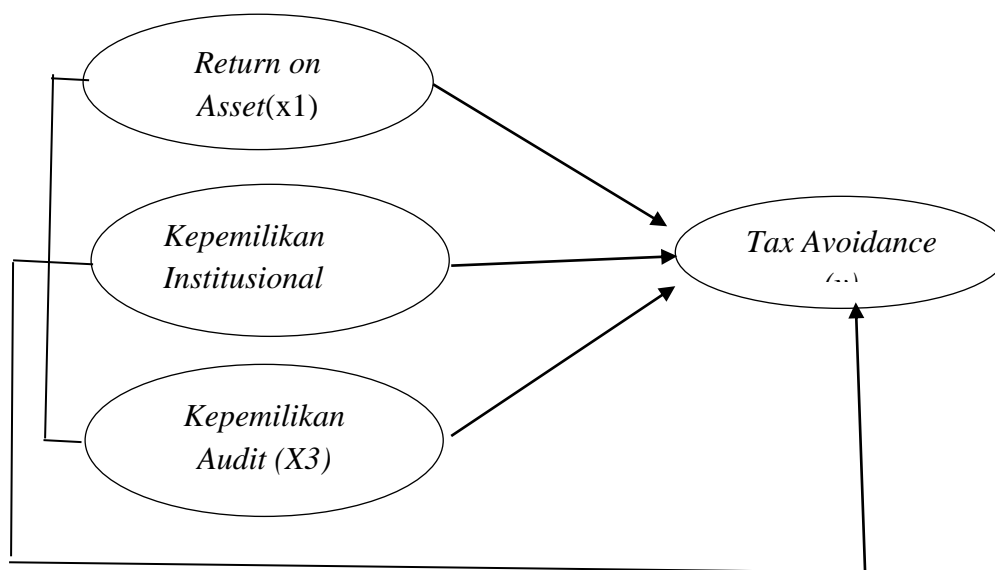 Return on
Asset(x1)
Kepemilikan
Institusional
Kepemilikan
Audit (X3)
Tax Avoidance